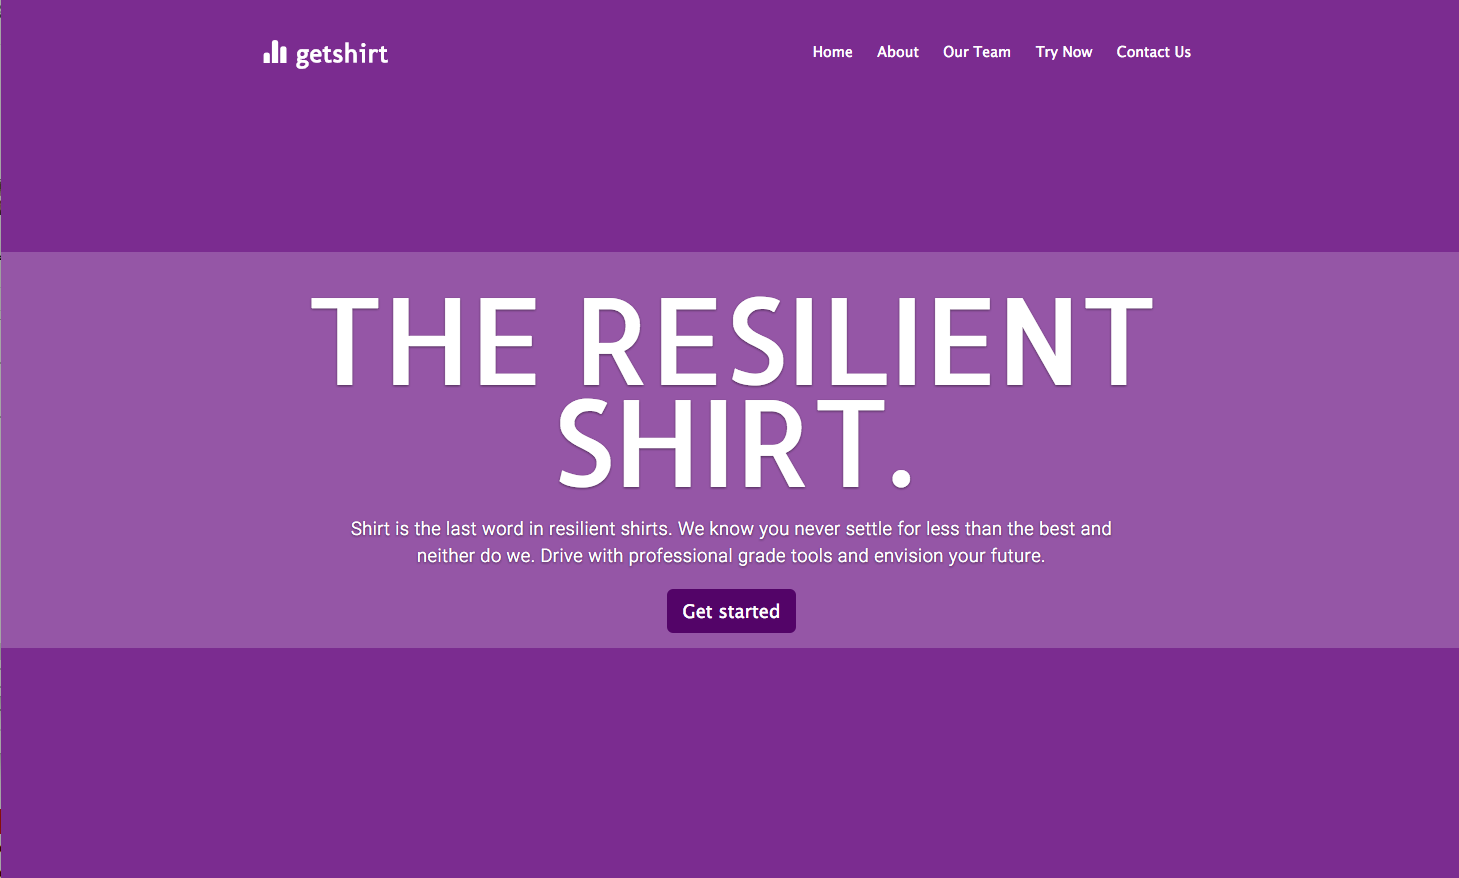 getshirt
Home About Our Team Try Now Contact Us
THE RESILIENT
SHIRT.
Shirt is the last word in resilient shirts. We know you never settle for less than the best and
neither do we. Drive with professional grade tools and envision your future.
Get started